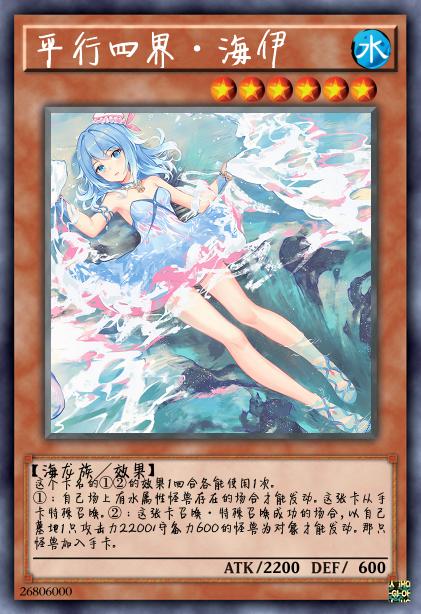 平行四界・海伊
水
【海龙族／效果】
这个卡名的①②的效果1回合各能使用1次。
①：自己场上有水属性怪兽存在的场合才能发动。这张卡从手
卡特殊召唤。②：这张卡召唤・特殊召唤成功的场合，以自己
墓地1只攻击力2200/守备力600的怪兽为对象才能发动。那只
怪兽加入手卡。
ATK/2200 DEF/ 600
26806000